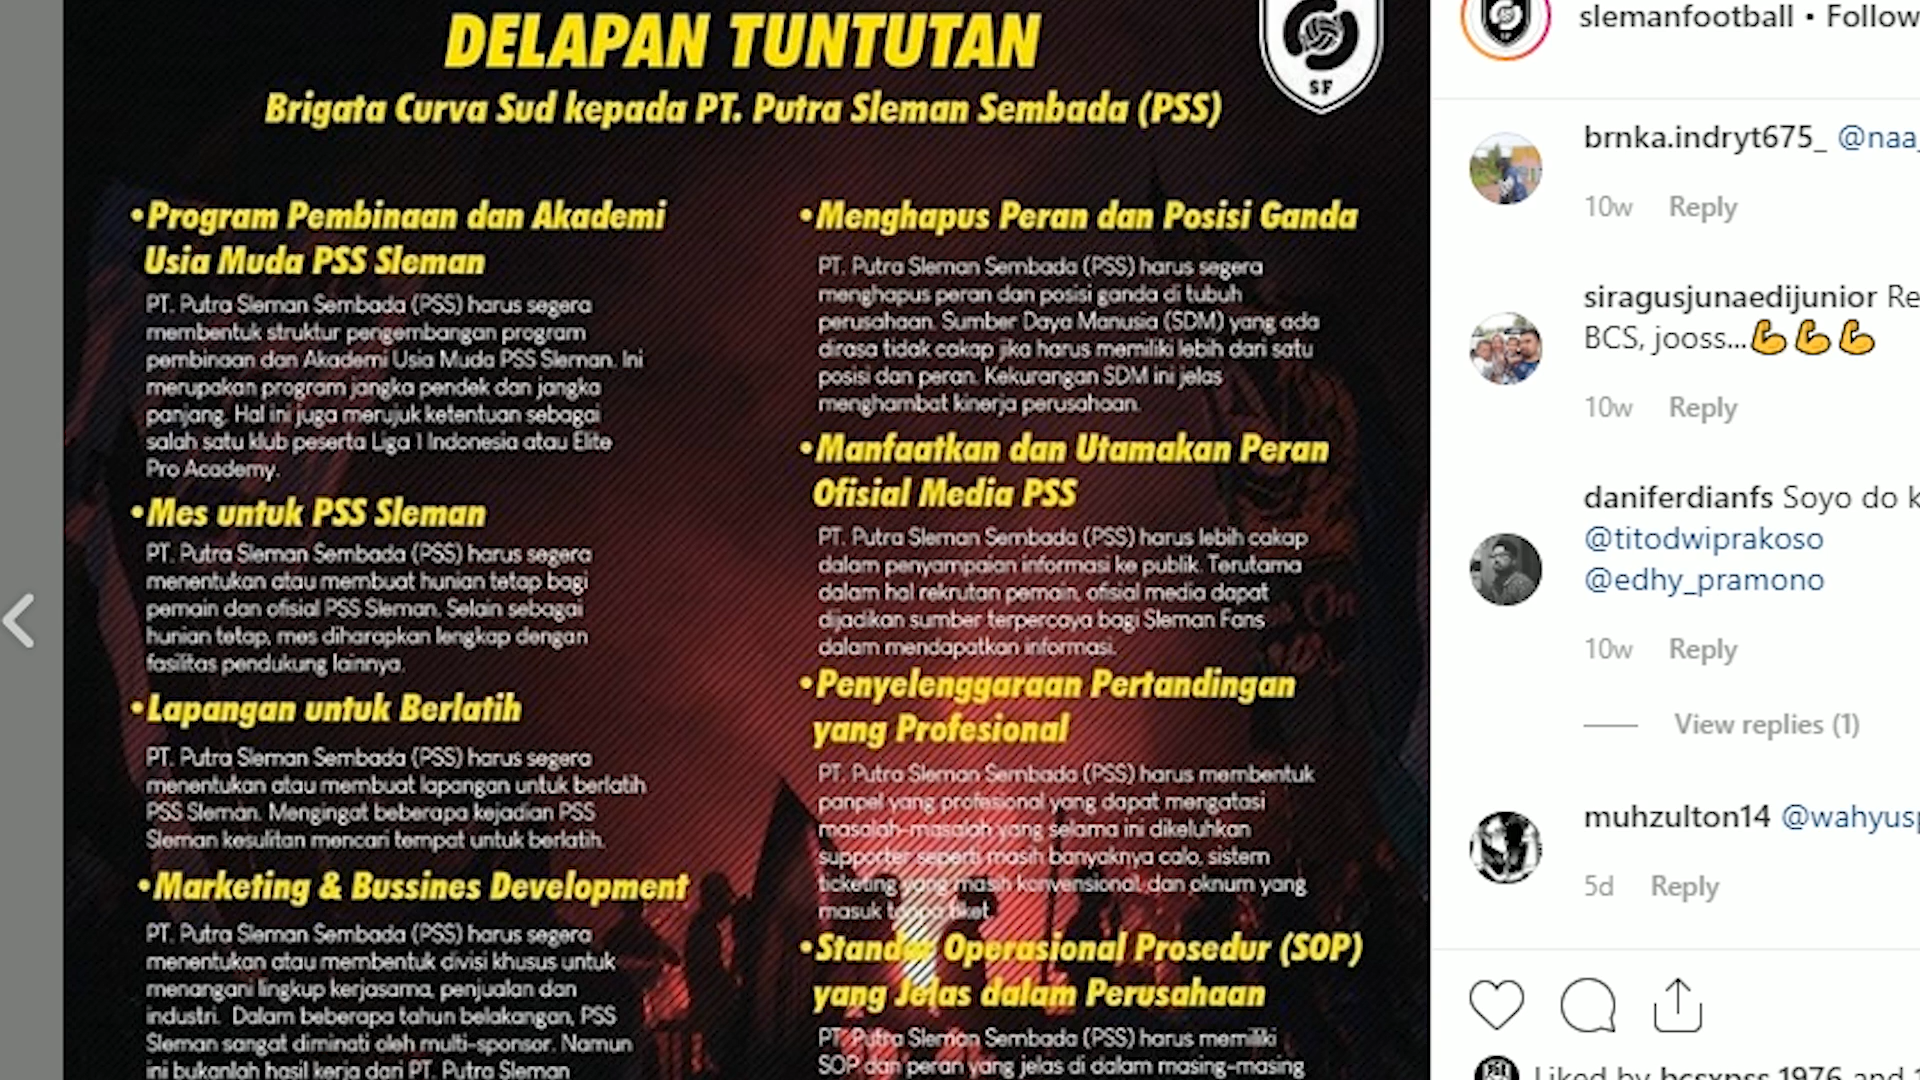 DELAPAN TUNTUTAN
Brigata Curva Sud kepada PT. Putra Sleman Sembada (PSS)
SF
•Program Pembinaan dan Akademi
Usia Muda PSS Sleman
PT. Putra Sleman Sembada (PSS) harus segera
membentuk struktur pengembangan program
pembinaan dan Akademi Usia Muda PSS Sleman. Ini
merupakan program jangka pendek dan jangka
panjang. Hal ini juga merujuk ketentuan sebagai
salah satu klub peserta Liga 1 Indonesia atau Elite
Pro Academy.
•Mes untuk PSS Sleman
PT. Putra Sleman Sembada (PSS) harus segera
menentukan atau membuat hunian tetap bagi
pemain dan ofisial PSS Sleman. Selain sebagai
hunian tetap, mes diharapkan lengkap dengan
fasilitas pendukung lainnya.
•Lapangan untuk Berlatih
PT. Putra Sleman Sembada (PSS) harus segera
menentukan atau membuat lapangan untuk berlatih
PSS Sleman. Mengingat beberapa kejadian PSS
Sleman kesulitan mencari tempat untuk berlatih.
•Marketing & Bussines Development
PT. Putra Sleman Sembada (PSS) harus segera
menentukan atau membentuk divisi khusus untuk
menangani lingkup kerjasama, penjualan dan
industri. Dalam beberapa tahun belakangan, PSS
Sleman sangat diminati oleh multi-sponsor. Namun
ini bukanlah hasil kerja dari PT. Putra Sleman
•Menghapus Peran dan Posisi Ganda
PT. Putra Sleman Sembada (PSS) harus segera
menghapus peran dan posisi ganda di tubuh
perusahaan. Sumber Daya Manusia (SDM) yang ada
dirasa tidak cakap jika harus memiliki lebih dari satu
posisi dan peran. Kekurangan SDM ini jelas
menghambat kinerja perusahaan.
•Manfaatkan dan Utamakan Peran
Ofisial Media PSS
PT. Putra Sleman Sembada (PSS) harus lebih cakap
dalam penyampaian informasi ke publik. Terutama
dalam hal rekrutan pemain, ofisial media dapat
dijadikan sumber terpercaya bagi Sleman Fans
dalam mendapatkan informasi.
•Penyelenggaraan Pertandingan
yang Profesional
PT. Putra Sleman Sembada (PSS) harus membentuk
panpel yang profesional yang dapat mengatasi
masalah-masalah yang selama ini dikeluhkan
supporter seperti masih banyaknya calo, sistem
ticketing yang masih konvensional dan oknum yang
masuk tanpa tiket.
•Standar Operasional Prosedur (SOP)
yang Jelas dalam Perusahaan
PT. Putra Sleman Sembada (PSS) harus memiliki
SOP dan peran yang jelas di dalam masing-masing
slemanfootball • Follow
brnka.indryt675_ @naa_
10w Reply
siragusjunaedijunior Re
BCS, jooss...💪💪💪
10w Reply
daniferdianfs Soyo do k
@titodwiprakoso
@edhy_pramono
10w Reply
View replies (1)
muhzulton14 @wahyusp
5d Reply
Liked by bcsxpss_1976 and